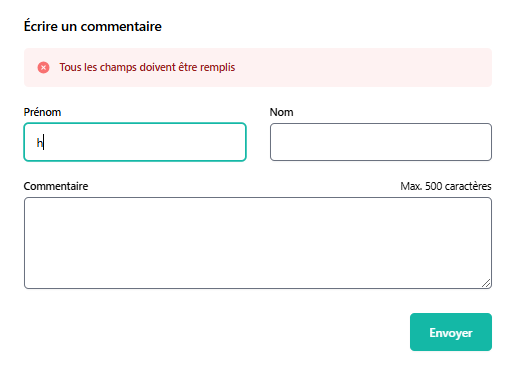 Écrire un commentaire
Tous les champs doivent être remplis
Prénom
Nom
h
Commentaire
Max. 500 caractères
Envoyer